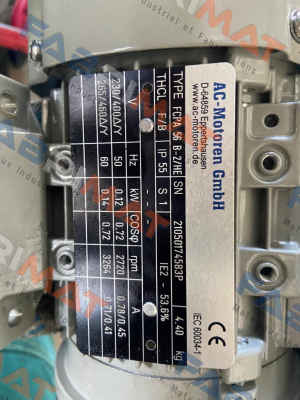 AC-Motoren GmbH
D-64859 Eppertshausen
www.ac-motoren.de
IEC 60034-1
CE
TYPE FCPA 56 B-2/HE SN 21050174583P 4,40 kg
THCL F/B IP 55 S 1 --- IE2 - 53.6%
V Hz kW COSφ rpm A
230/400Δ/Y 50 0.12 0.72 2720 0.78/0.45
265/460Δ/Y 60 0.14 0.72 3264 0.71/0.41